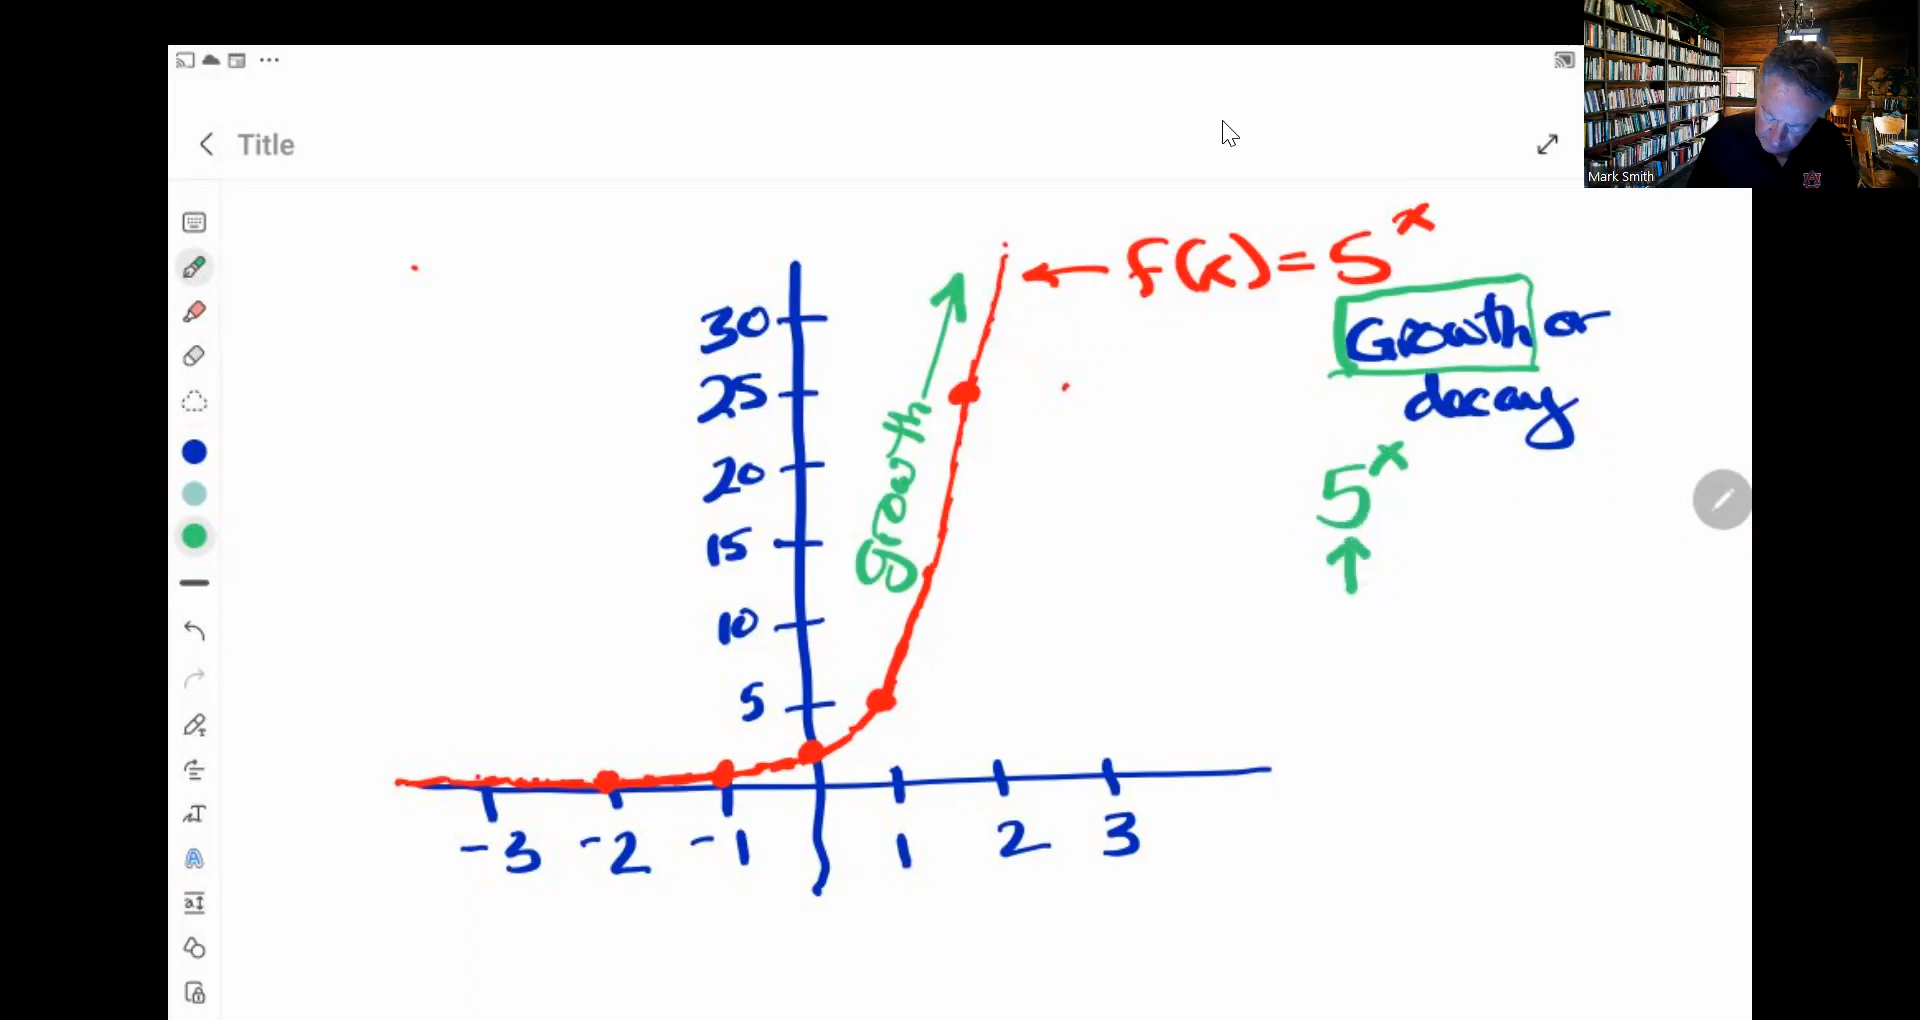 Mark Smith
Title
f(x) = 5^x
Growth or
decay
5^x
growth
30
25
20
15
10
5
-3 -2 -1 1 2 3